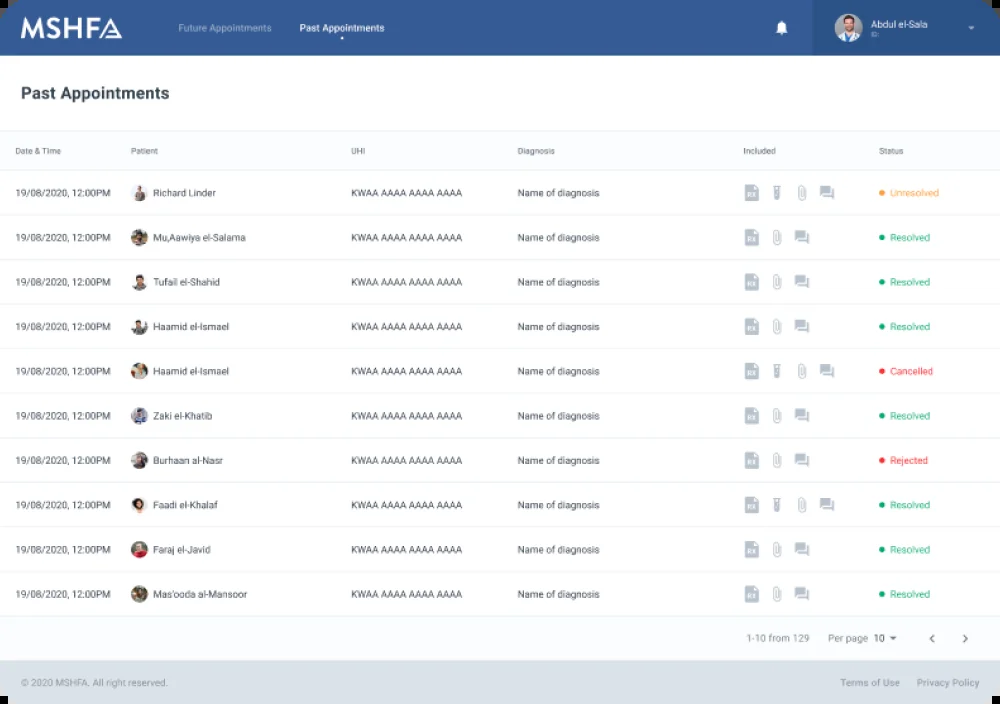 MSHFA Future Appointments Past Appointments Abdul el-Sala
ID:
Past Appointments
Date & Time Patient UHI Diagnosis Included Status
19/08/2020, 12:00PM Richard Linder KWAA AAAA AAAA AAAA Name of diagnosis RX Unresolved
19/08/2020, 12:00PM Mu,Aawiya el-Salama KWAA AAAA AAAA AAAA Name of diagnosis RX Resolved
19/08/2020, 12:00PM Tufail el-Shahid KWAA AAAA AAAA AAAA Name of diagnosis RX Resolved
19/08/2020, 12:00PM Haamid el-Ismael KWAA AAAA AAAA AAAA Name of diagnosis RX Resolved
19/08/2020, 12:00PM Haamid el-Ismael KWAA AAAA AAAA AAAA Name of diagnosis RX Cancelled
19/08/2020, 12:00PM Zaki el-Khatib KWAA AAAA AAAA AAAA Name of diagnosis RX Resolved
19/08/2020, 12:00PM Burhaan al-Nasr KWAA AAAA AAAA AAAA Name of diagnosis RX Rejected
19/08/2020, 12:00PM Faadi el-Khalaf KWAA AAAA AAAA AAAA Name of diagnosis RX Resolved
19/08/2020, 12:00PM Faraj el-Javid KWAA AAAA AAAA AAAA Name of diagnosis RX Resolved
19/08/2020, 12:00PM Mas'ooda al-Mansoor KWAA AAAA AAAA AAAA Name of diagnosis RX Resolved
1-10 from 129 Per page 10
© 2020 MSHFA. All right reserved. Terms of Use Privacy Policy